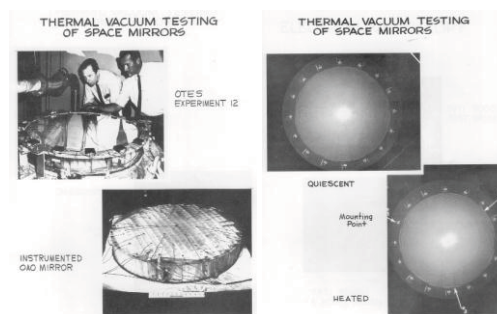 THERMAL VACUUM TESTING
OF SPACE MIRRORS
OTES
EXPERIMENT 12
INSTRUMENTED
OAO MIRROR
THERMAL VACUUM TESTING
OF SPACE MIRRORS
QUIESCENT
Mounting
Point
HEATED